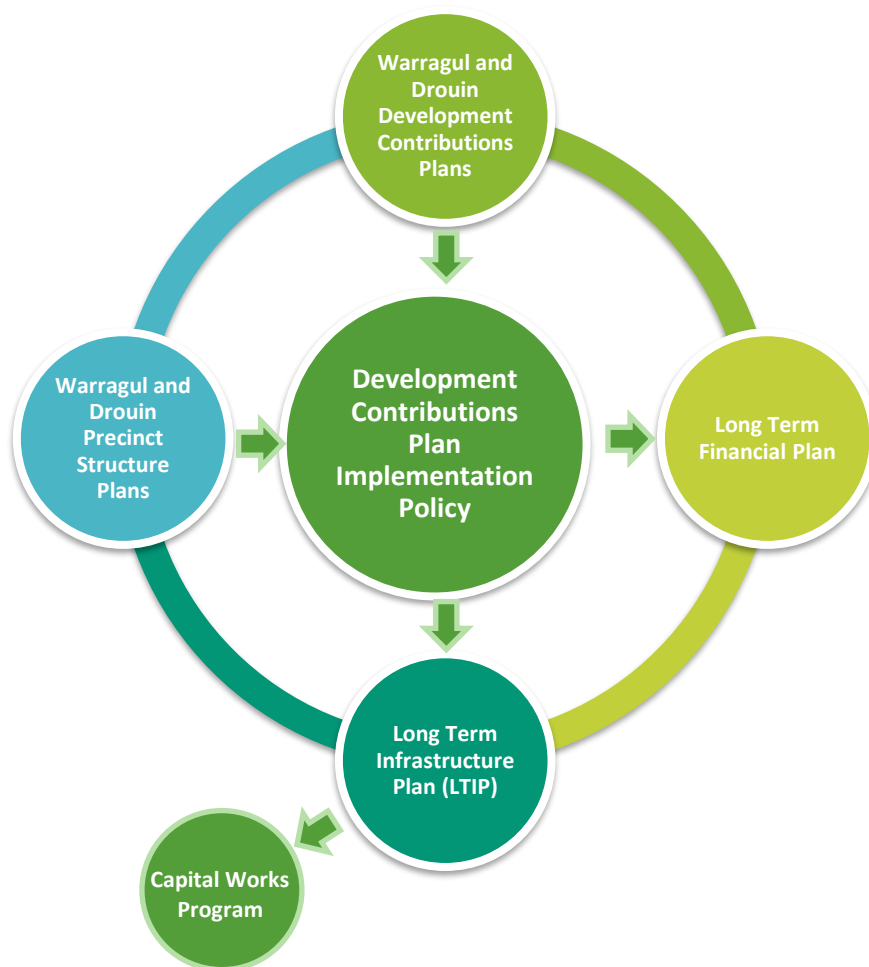 Warragul and
Drouin
Development
Contributions
Plans
Warragul and
Drouin
Precinct
Structure
Plans
Development
Contributions
Plan
Implementation
Policy
Long Term
Financial Plan
Long Term
Infrastructure
Plan (LTIP)
Capital Works
Program